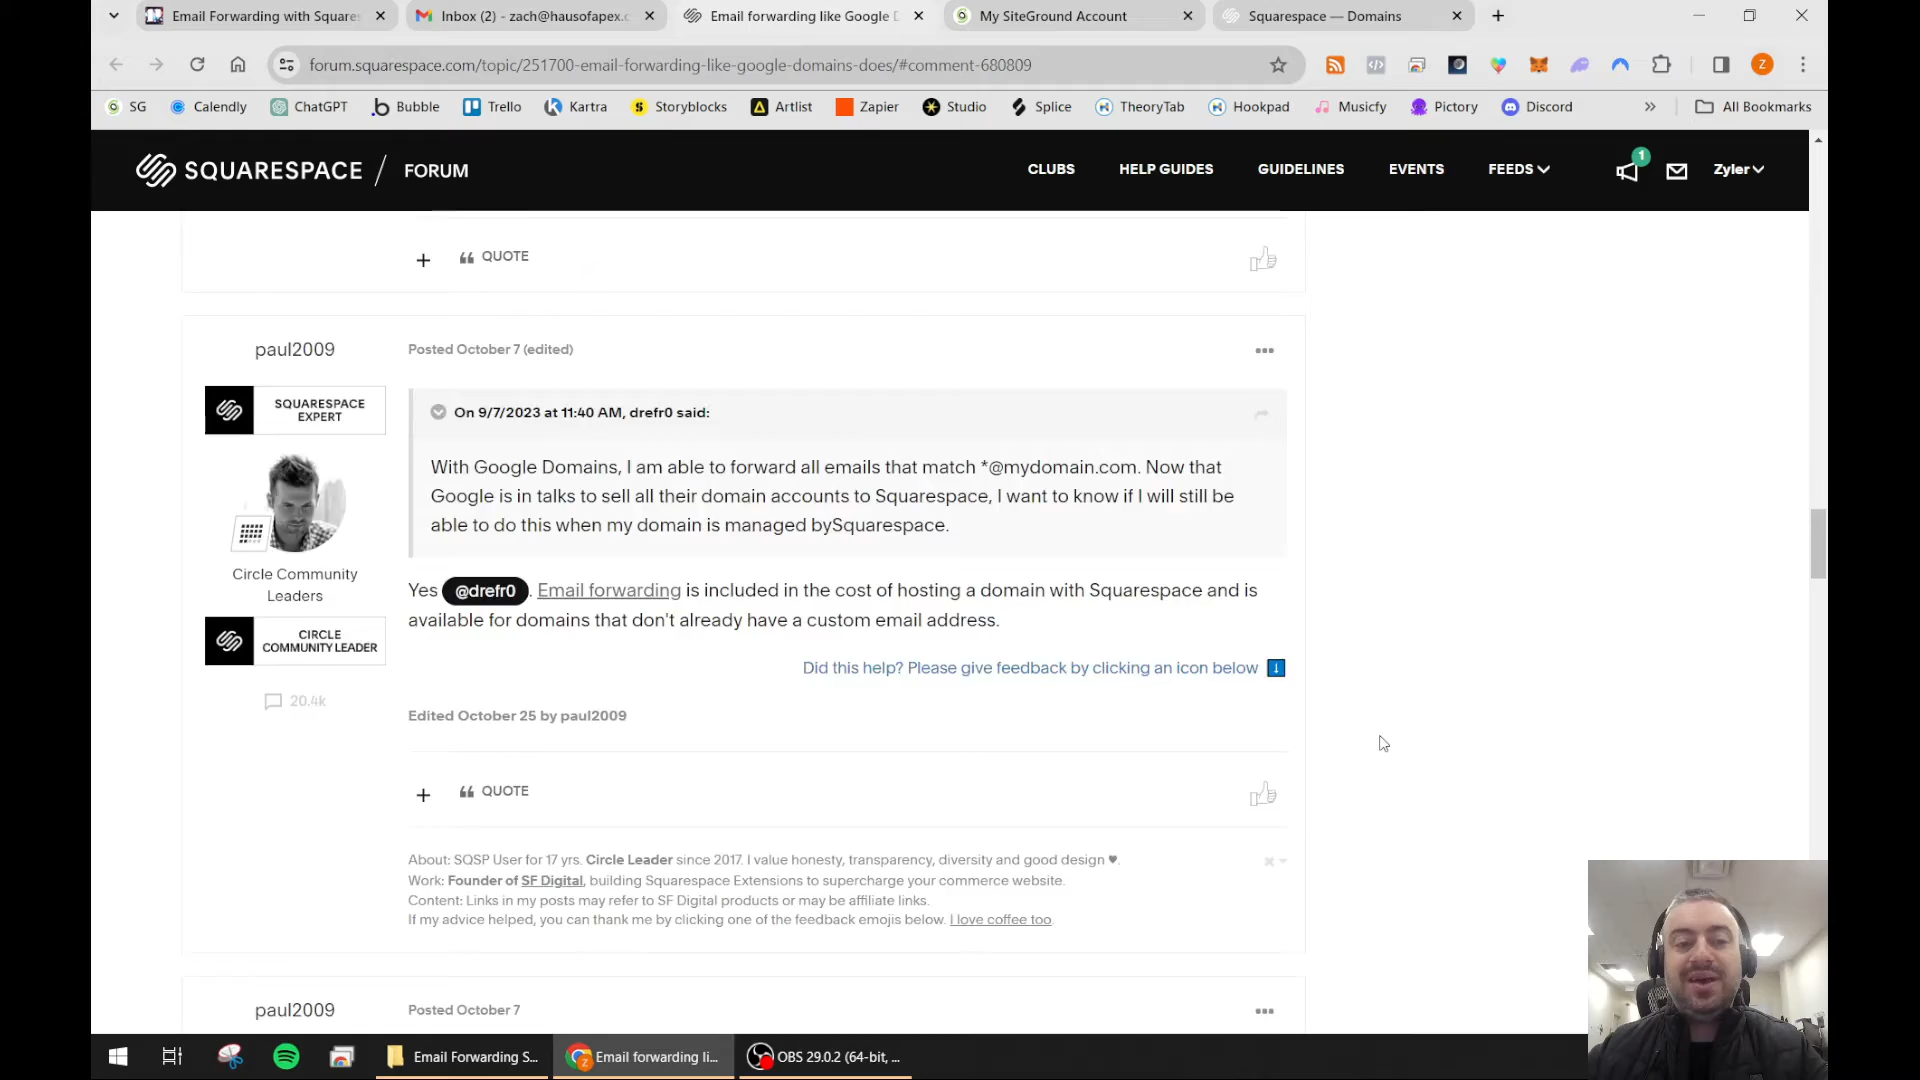 Email Forwarding with Squares
Inbox (2) - zach@hausofapex.c
Email forwarding like Google D
My SiteGround Account
Squarespace — Domains
forum.squarespace.com/topic/251700-email-forwarding-like-google-domains-does/#comment-680809
Z
SG
Calendly
ChatGPT
Bubble
Trello
Kartra
Storyblocks
Artlist
Zapier
Studio
Splice
TheoryTab
Hookpad
Musicfy
Pictory
Discord
All Bookmarks
SQUARESPACE / FORUM
CLUBS
HELP GUIDES
GUIDELINES
EVENTS
FEEDS
1
Zyler
+ QUOTE
paul2009
Posted October 7 (edited)
SQUARESPACE
EXPERT
Circle Community
Leaders
CIRCLE
COMMUNITY LEADER
20.4k
On 9/7/2023 at 11:40 AM, drefr0 said:
With Google Domains, I am able to forward all emails that match *@mydomain.com. Now that
Google is in talks to sell all their domain accounts to Squarespace, I want to know if I will still be
able to do this when my domain is managed bySquarespace.
Yes @drefr0. Email forwarding is included in the cost of hosting a domain with Squarespace and is
available for domains that don't already have a custom email address.
Did this help? Please give feedback by clicking an icon below
Edited October 25 by paul2009
+ QUOTE
About: SQSP User for 17 yrs. Circle Leader since 2017. I value honesty, transparency, diversity and good design ♥.
Work: Founder of SF Digital, building Squarespace Extensions to supercharge your commerce website.
Content: Links in my posts may refer to SF Digital products or may be affiliate links.
If my advice helped, you can thank me by clicking one of the feedback emojis below. I love coffee too.
paul2009
Posted October 7
Email Forwarding S...
Email forwarding li...
OBS 29.0.2 (64-bit, ...